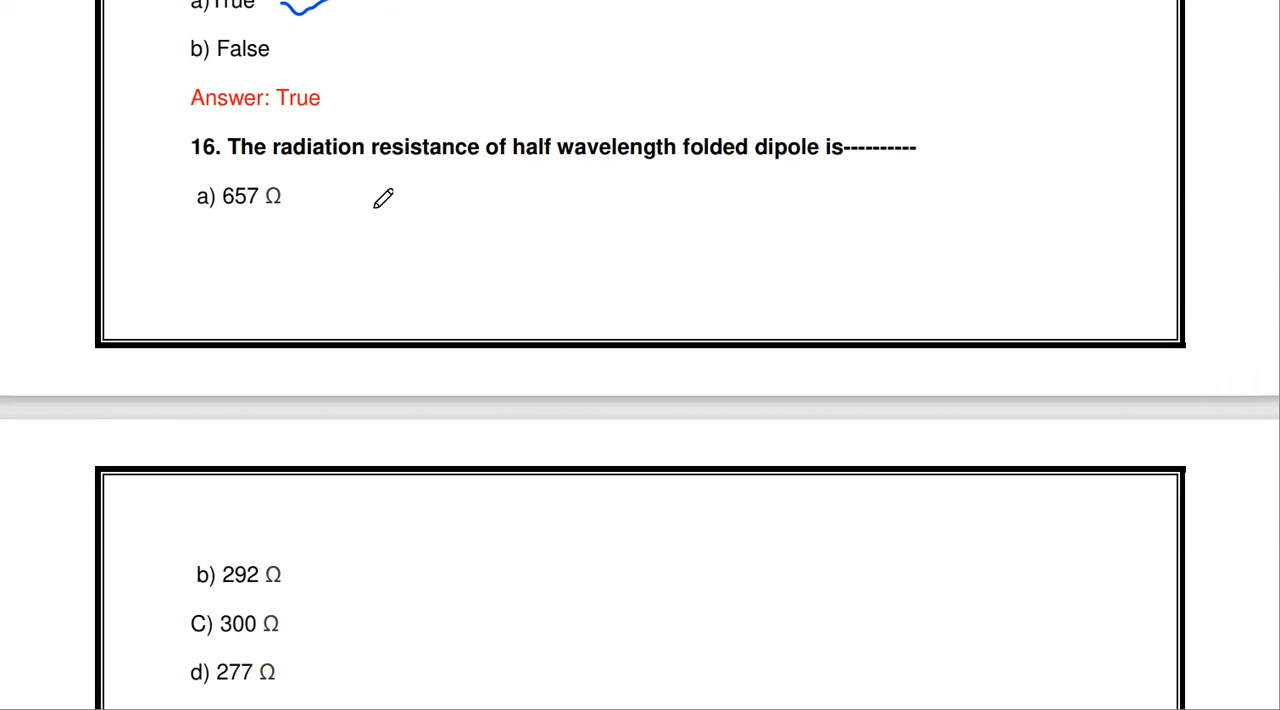 a)True
b) False
Answer: True
16. The radiation resistance of half wavelength folded dipole is----------
a) 657 Ω
b) 292 Ω
C) 300 Ω
d) 277 Ω